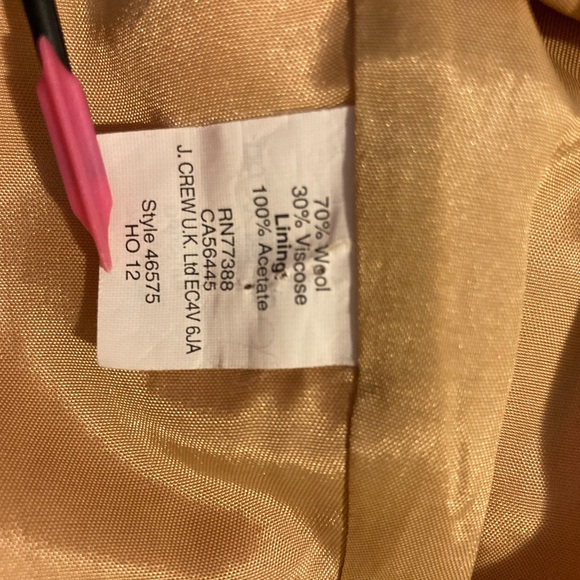 70% Wool
30% Viscose
Lining:
100% Acetate
RN77388
CA56445
J. CREW U.K. Ltd EC4V 6JA
Style 46575
HO 12